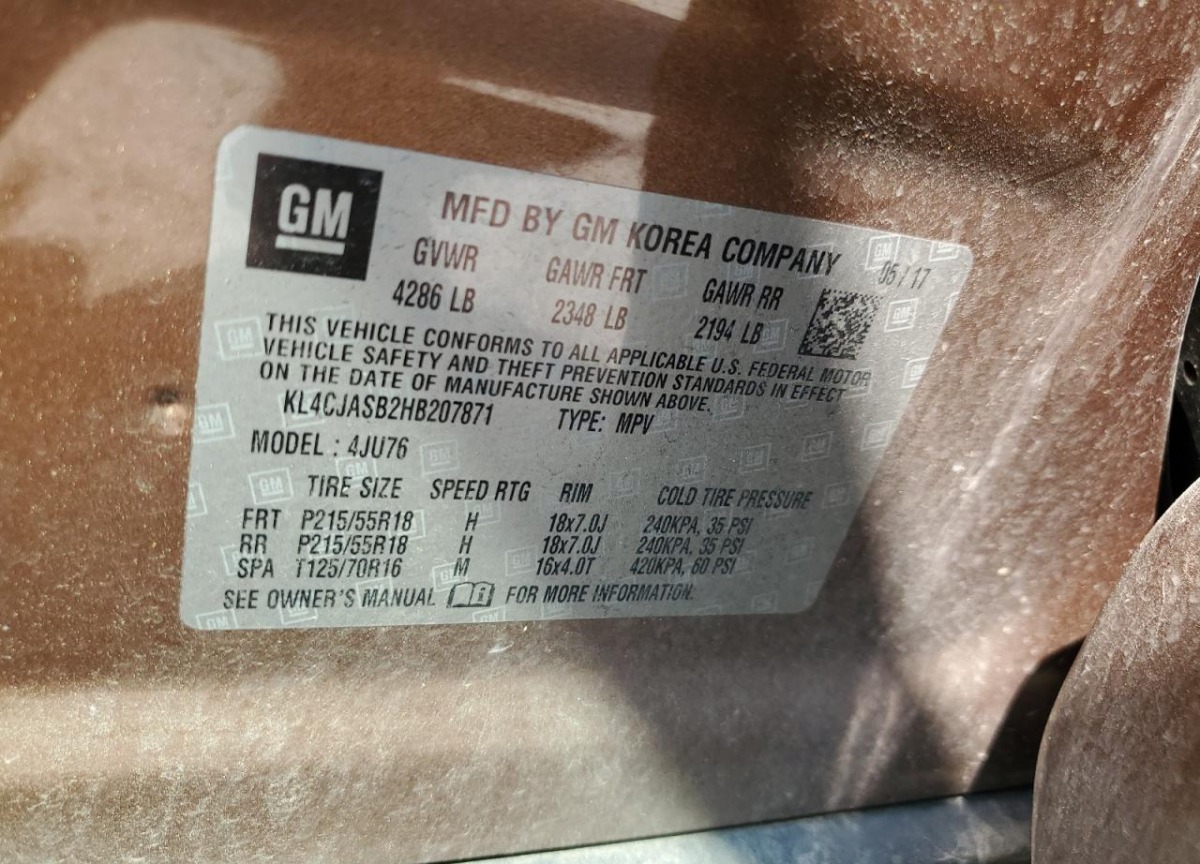 GM
MFD BY GM KOREA COMPANY
05 / 17
GVWR GAWR FRT GAWR RR
4286 LB 2348 LB 2194 LB
THIS VEHICLE CONFORMS TO ALL APPLICABLE U.S. FEDERAL MOTOR
VEHICLE SAFETY AND THEFT PREVENTION STANDARDS IN EFFECT
ON THE DATE OF MANUFACTURE SHOWN ABOVE.
KL4CJASB2HB207871 TYPE: MPV
MODEL : 4JU76
TIRE SIZE SPEED RTG RIM COLD TIRE PRESSURE
FRT P215/55R18 H 18x7.0J 240KPA, 35 PSI
RR P215/55R18 H 18x7.0J 240KPA, 35 PSI
SPA T125/70R16 M 16x4.0T 420KPA, 60 PSI
SEE OWNER'S MANUAL FOR MORE INFORMATION.